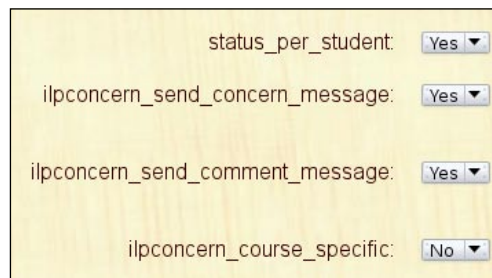 status_per_student: Yes
ilpconcern_send_concern_message: Yes
ilpconcern_send_comment_message: Yes
ilpconcern_course_specific: No